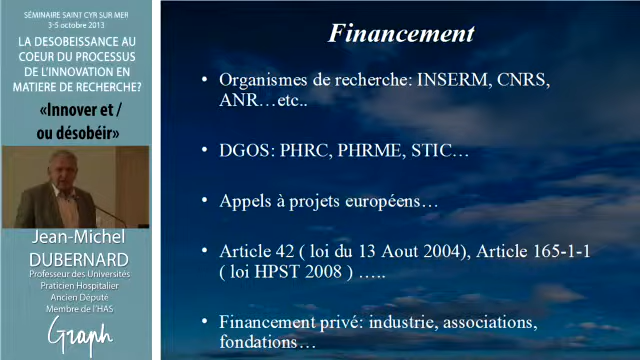 SÉMINAIRE SAINT CYR SUR MER
3-5 octobre 2013
LA DESOBEISSANCE AU
COEUR DU PROCESSUS
DE L'INNOVATION EN
MATIERE DE RECHERCHE?
«Innover et /
ou désobéir»
Jean-Michel
DUBERNARD
Professeur des Universités
Praticien Hospitalier
Ancien Député
Membre de l'HAS
Graph
Financement
• Organismes de recherche: INSERM, CNRS,
ANR…etc..
• DGOS: PHRC, PHRME, STIC…
• Appels à projets européens…
• Article 42 ( loi du 13 Aout 2004), Article 165-1-1
( loi HPST 2008 ) …..
• Financement privé: industrie, associations,
fondations…